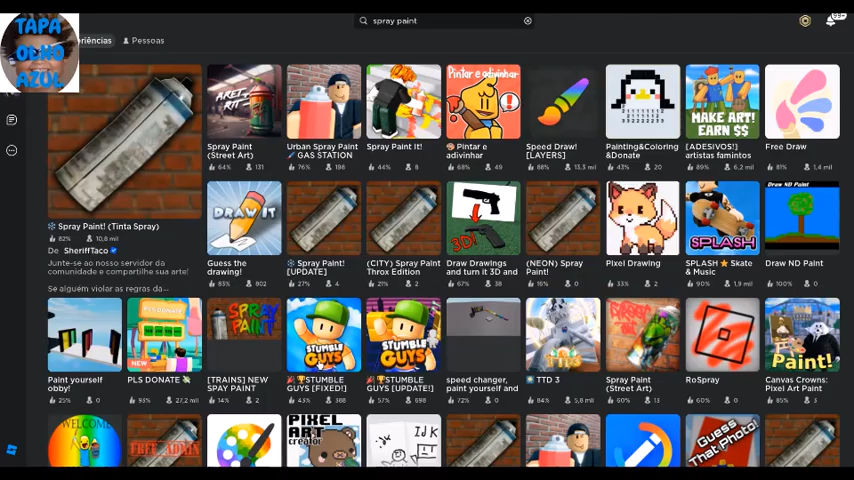 TAPA
OLHO
AZUL
riências
Pessoas
spray paint
99+
Spray Paint! (Tinta Spray)
82% 10,8 mil
De SheriffTaco
Junte-se ao nosso servidor da
comunidade e compartilhe sua arte!
Se alguém violar as regras da...
Spray Paint
(Street Art)
64% 131
Urban Spray Paint
GAS STATION
76% 198
Spray Paint It!
44% 8
Pintar e adivinhar
Pintar e
adivinhar
68% 49
Speed Draw!
[LAYERS]
88% 13,3 mil
Painting&Coloring
&Donate
43% 20
MAKE ART!
EARN $$
[ADESIVOS!]
artistas famintos
89% 6,2 mil
Free Draw
81% 1,4 mil
DRAW IT
Guess the
drawing!
83% 802
Spray Paint!
[UPDATE]
27% 4
(CITY) Spray Paint
Throx Edition
21% 2
3D!
Draw Drawings
and turn it 3D and
67% 38
(NEON) Spray
Paint!
16% 0
Pixel Drawing
33% 2
SPLASH
SPLASH ⭐ Skate
& Music
90% 1,9 mil
Draw ND Paint
Draw ND Paint
100% 0
Paint yourself
obby!
25% 0
PLS DONATE
NEW
PLS DONATE 💸
93% 27,2 mil
SPRAY
PAINT
[TRAINS] NEW
SPAY PAINT
14% 2
STUMBLE
GUYS
STUMBLE
GUYS [FIXED!]
43% 388
STUMBLE
GUYS
STUMBLE
GUYS [UPDATE!]
57% 698
speed changer,
paint yourself and
72% 0
TTD 3
TTD 3
84% 5,8 mil
Spray Paint
(Street Art)
60% 13
RoSpray
60% 0
Paint!
Canvas Crowns:
Pixel Art Paint
85% 3
WELCOME
FREE ADMIN
PIXEL
ART
creator
Idk
Guess
That Photo!